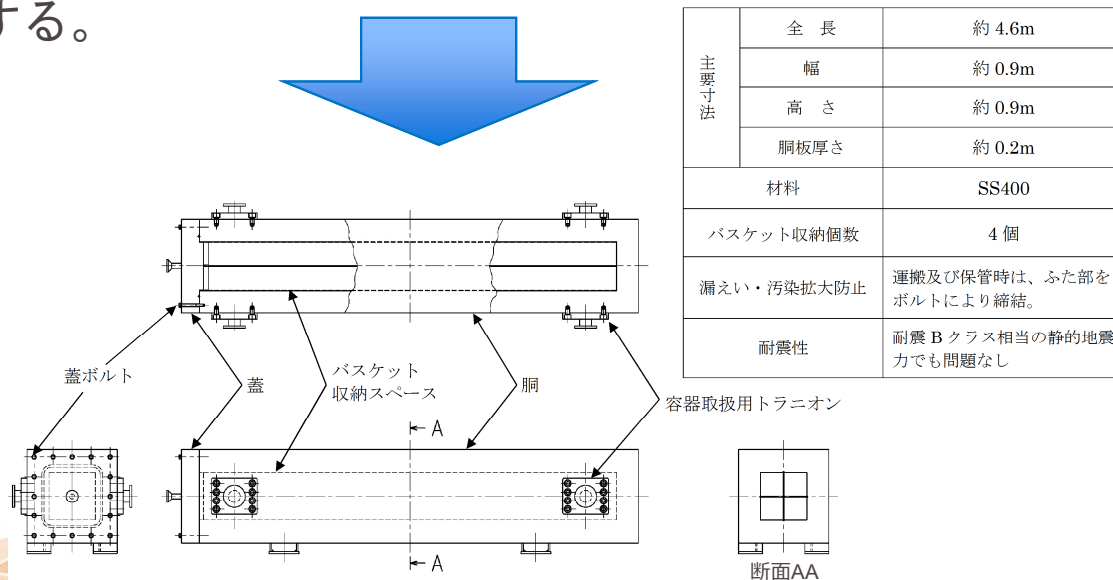 する。
主要寸法
全 長
約 4.6m
幅
約 0.9m
高 さ
約 0.9m
胴板厚さ
約 0.2m
材料
SS400
バスケット収納個数
4 個
漏えい・汚染拡大防止
運搬及び保管時は、ふた部を
ボルトにより締結。
耐震性
耐震 B クラス相当の静的地震
力でも問題なし
蓋ボルト
蓋
バスケット
収納スペース
胴
容器取扱用トラニオン
A
A
断面AA